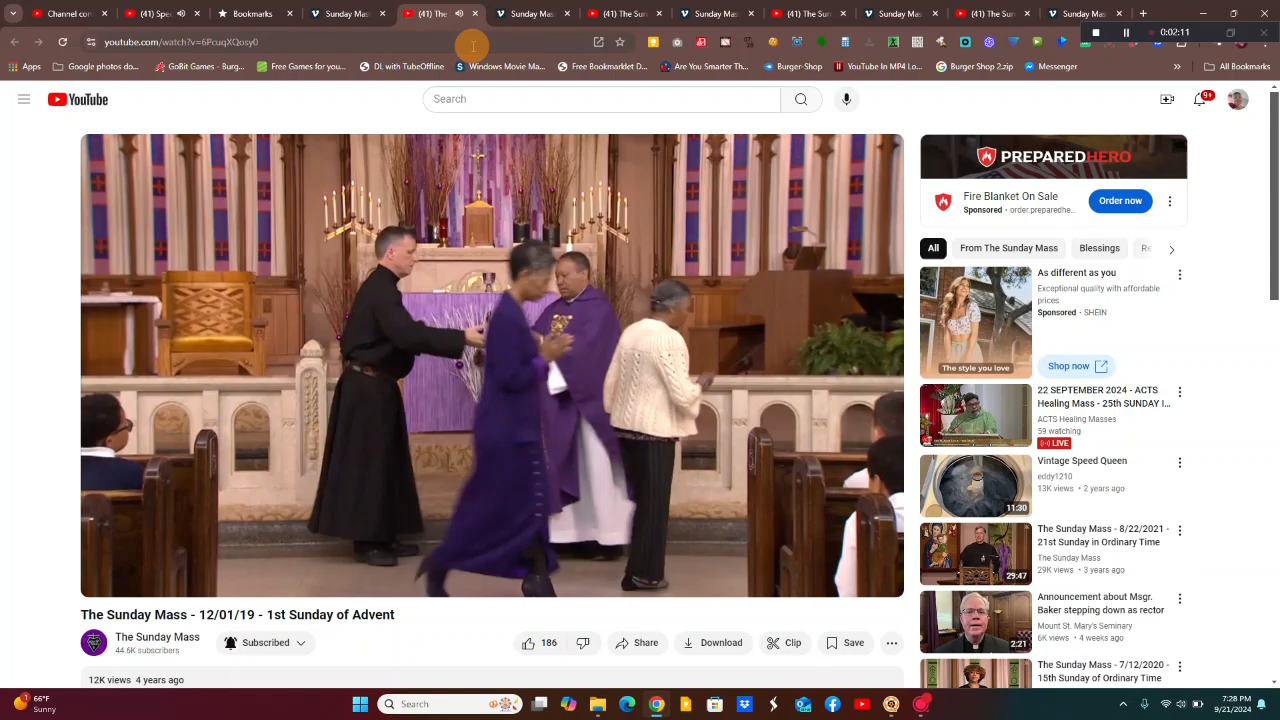 (41) Conv
(41) Spee
Bookmarks
Sunday Mas
(41) The
Sunday Mas
(41) The Sun
Sunday Mas
(41) The Sun
Sunday Mas
(41) The Sun
Sunday Mas
00:02:11
youtube.com/watch?v=6PcuqXQosy0
Apps
Google photos do...
GoBit Games - Burg...
Free Games for you...
DL with TubeOffline
Windows Movie Ma...
Free Bookmarklet D...
Are You Smarter Th...
Burger-Shop
YouTube in MP4 Lo...
Burger Shop Game...
Messenger
»
All Bookmarks
YouTube
Search
9+
PREPAREDHERO
Fire Blanket On Sale
Sponsored • order.preparedhe...
Order now
All
From The Sunday Mass
Blessings
Re
As different as you
Exceptional quality with affordable
prices
Sponsored • SHEIN
The style you love
Shop now
22 SEPTEMBER 2024 - ACTS
Healing Mass - 25th SUNDAY I...
ACTS Healing Masses
59 watching
LIVE
Vintage Speed Queen
eddy1210
13K views • 2 years ago
11:30
The Sunday Mass - 8/22/2021 -
21st Sunday in Ordinary Time
The Sunday Mass
29K views • 3 years ago
29:47
Announcement about Msgr.
Baker stepping down as rector
Mount St. Mary's Seminary
6K views • 4 weeks ago
2:21
The Sunday Mass - 7/12/2020 -
15th Sunday of Ordinary Time
The Sunday Mass - 12/01/19 - 1st Sunday of Advent
The Sunday Mass
44.6K subscribers
Subscribed
Share
Download
Clip
Save
12K views 4 years ago
1
66°F
Sunny
Search
7:28 PM
9/21/2024